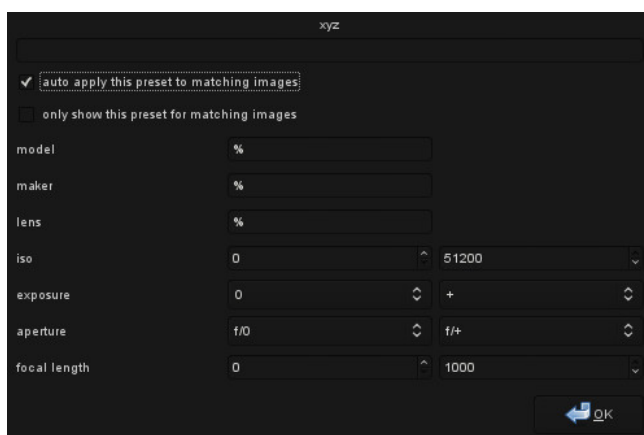 xyz
auto apply this preset to matching images
only show this preset for matching images
model %
maker %
lens %
iso 0 51200
exposure 0 +
aperture f/0 f/+
focal length 0 1000
OK